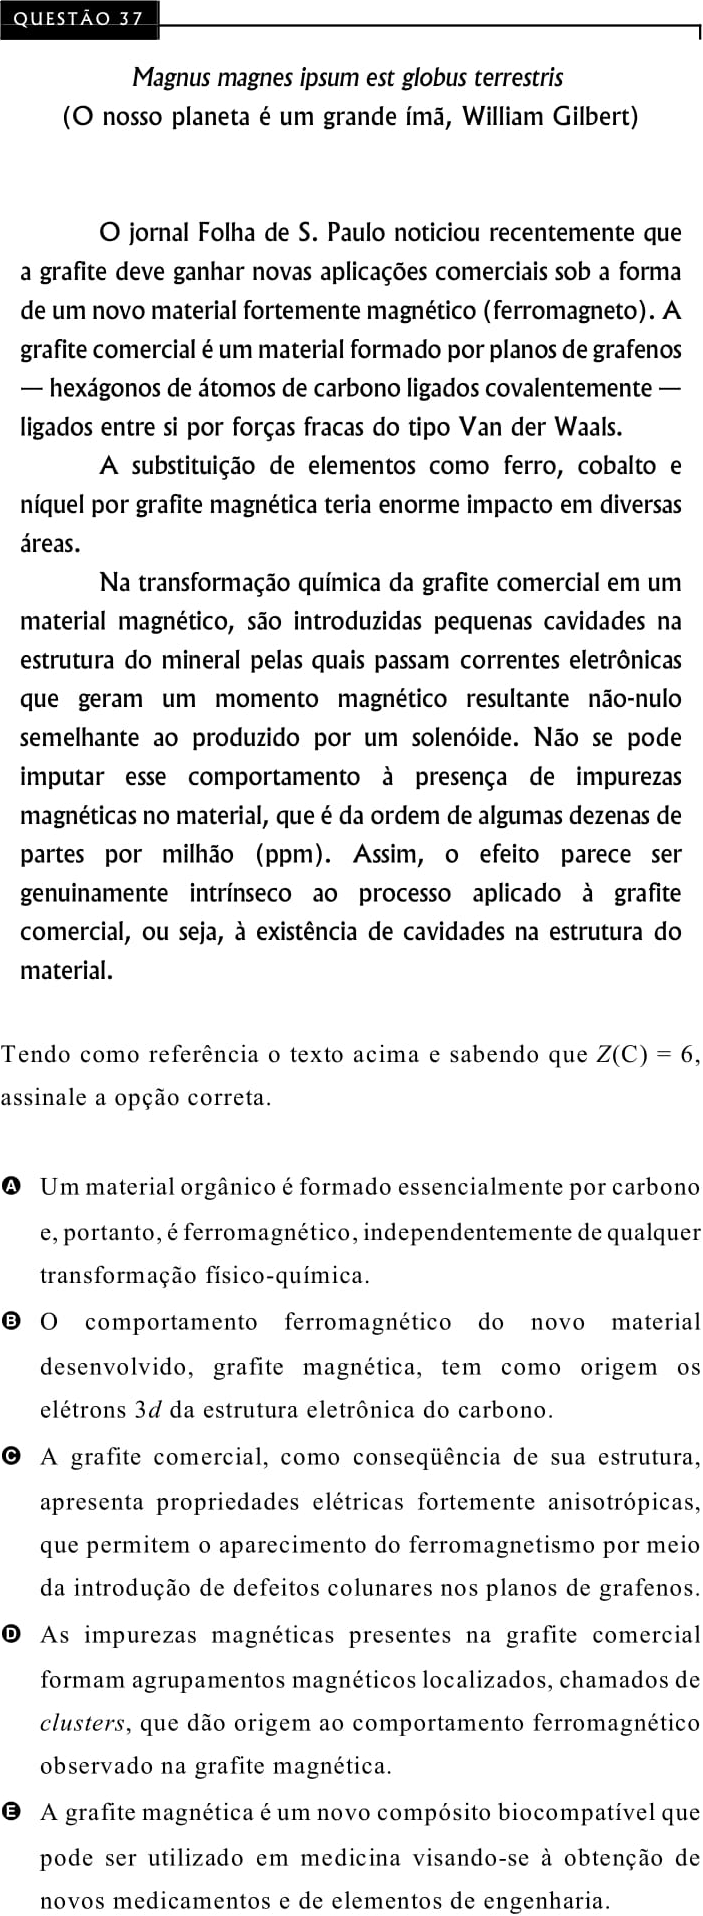 QUESTÃO 37
Magnus magnes ipsum est globus terrestris
(O nosso planeta é um grande ímã, William Gilbert)
O jornal Folha de S. Paulo noticiou recentemente que
a grafite deve ganhar novas aplicações comerciais sob a forma
de um novo material fortemente magnético (ferromagneto). A
grafite comercial é um material formado por planos de grafenos
— hexágonos de átomos de carbono ligados covalentemente —
ligados entre si por forças fracas do tipo Van der Waals.
A substituição de elementos como ferro, cobalto e
níquel por grafite magnética teria enorme impacto em diversas
áreas.
Na transformação química da grafite comercial em um
material magnético, são introduzidas pequenas cavidades na
estrutura do mineral pelas quais passam correntes eletrônicas
que geram um momento magnético resultante não-nulo
semelhante ao produzido por um solenóide. Não se pode
imputar esse comportamento à presença de impurezas
magnéticas no material, que é da ordem de algumas dezenas de
partes por milhão (ppm). Assim, o efeito parece ser
genuinamente intrínseco ao processo aplicado à grafite
comercial, ou seja, à existência de cavidades na estrutura do
material.
Tendo como referência o texto acima e sabendo que Z(C) = 6,
assinale a opção correta.
A Um material orgânico é formado essencialmente por carbono
e, portanto, é ferromagnético, independentemente de qualquer
transformação físico-química.
B O comportamento ferromagnético do novo material
desenvolvido, grafite magnética, tem como origem os
elétrons 3d da estrutura eletrônica do carbono.
C A grafite comercial, como conseqüência de sua estrutura,
apresenta propriedades elétricas fortemente anisotrópicas,
que permitem o aparecimento do ferromagnetismo por meio
da introdução de defeitos colunares nos planos de grafenos.
D As impurezas magnéticas presentes na grafite comercial
formam agrupamentos magnéticos localizados, chamados de
clusters, que dão origem ao comportamento ferromagnético
observado na grafite magnética.
E A grafite magnética é um novo compósito biocompatível que
pode ser utilizado em medicina visando-se à obtenção de
novos medicamentos e de elementos de engenharia.